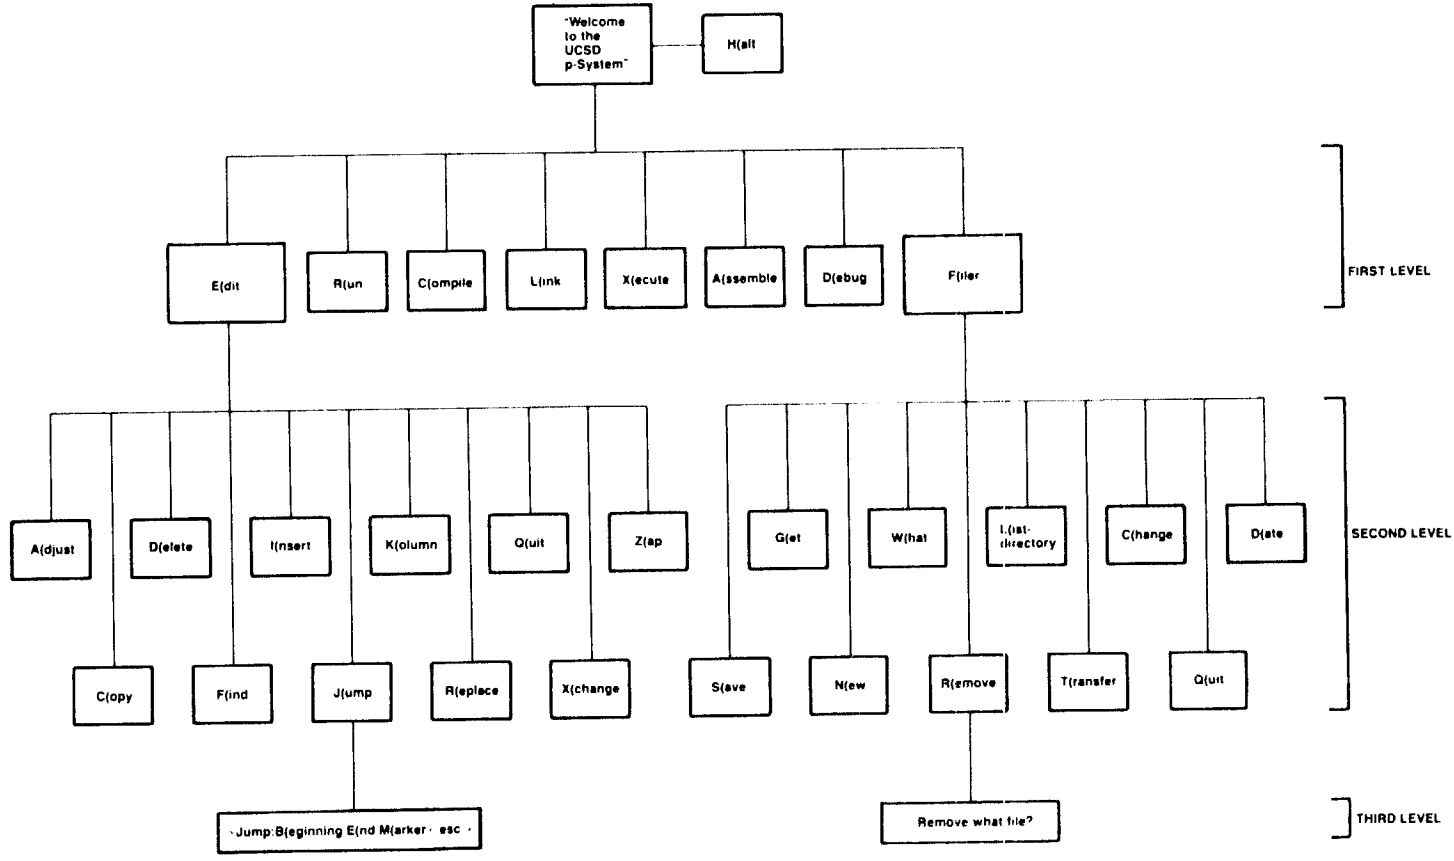 "Welcome
to the
UCSD
p-System"
H(alt
E(dit
R(un
C(ompile
L(ink
X(ecute
A(ssemble
D(ebug
F(iler
FIRST LEVEL
A(djust
D(elete
I(nsert
K(olumn
Q(uit
Z(ap
G(et
W(hat
L(ist-
directory
C(hange
D(ate
SECOND LEVEL
C(opy
F(ind
J(ump
R(eplace
X(change
S(ave
N(ew
R(emove
T(ransfer
Q(uit
>Jump:B(eginning E(nd M(arker < esc >
Remove what file?
THIRD LEVEL